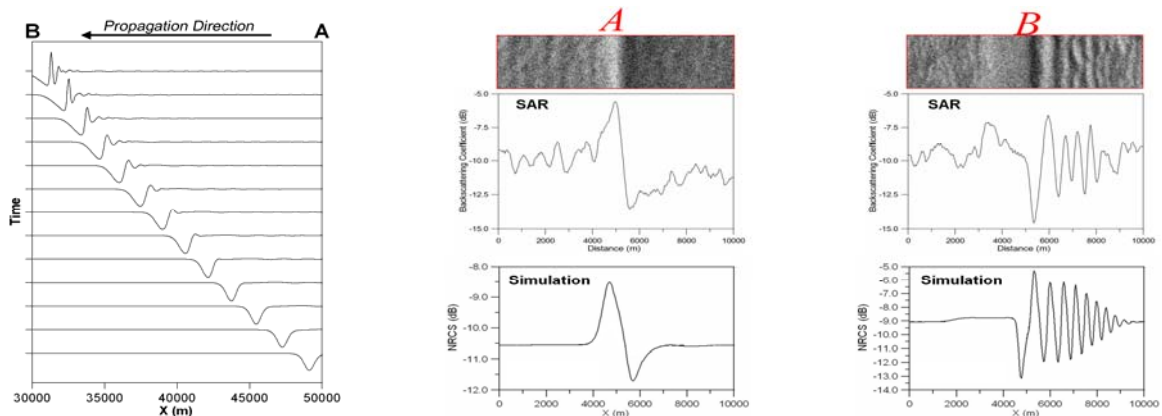 B Propagation Direction A
Time
30000 35000 40000 45000 50000
X (m)
A
SAR
Backscattering Coefficient (dB)
-5.0
-7.5
-10.0
-12.5
-15.0
0 2000 4000 6000 8000 10000
Distance (m)
Simulation
NRCS (dB)
-8.0
-9.0
-10.0
-11.0
-12.0
0 2000 4000 6000 8000 10000
X (m)
B
SAR
Backscattering Coefficient (dB)
-5.0
-7.5
-10.0
-12.5
-15.0
0 2000 4000 6000 8000 10000
Distance (m)
Simulation
NRCS (dB)
-5.0
-6.0
-7.0
-8.0
-9.0
-10.0
-11.0
-12.0
-13.0
-14.0
0 2000 4000 6000 8000 10000
X (m)